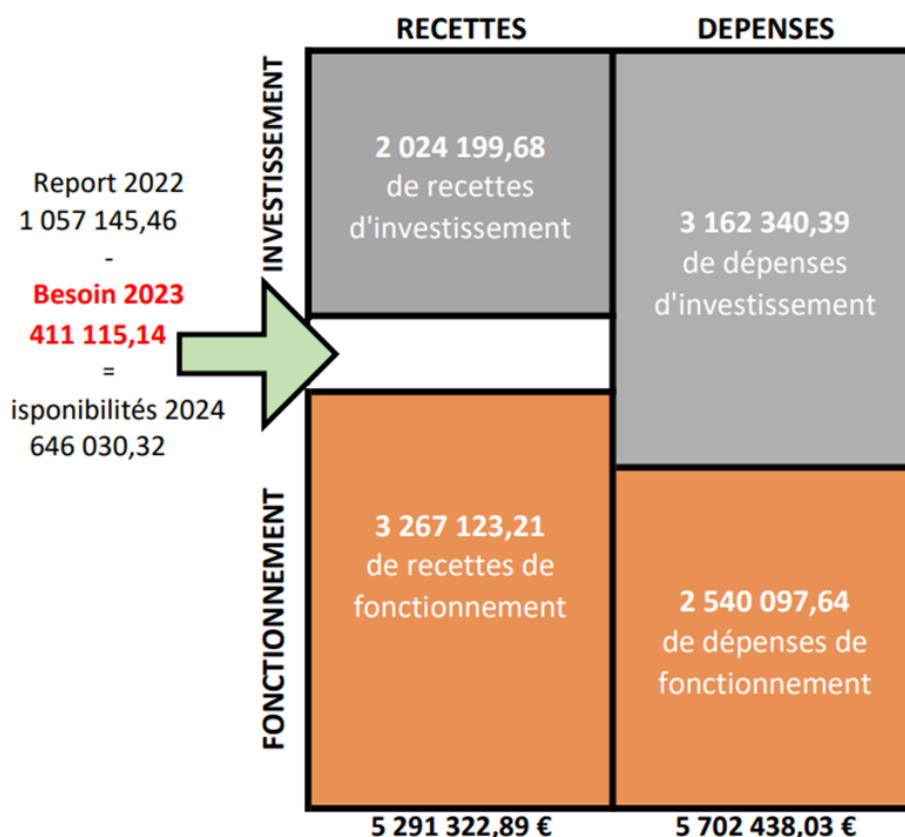 RECETTES
DEPENSES
INVESTISSEMENT
2 024 199,68
de recettes
d'investissement
3 162 340,39
de dépenses
d'investissement
Report 2022
1 057 145,46
-
Besoin 2023
411 115,14
=
isponibilités 2024
646 030,32
FONCTIONNEMENT
3 267 123,21
de recettes de
fonctionnement
2 540 097,64
de dépenses de
fonctionnement
5 291 322,89 €
5 702 438,03 €